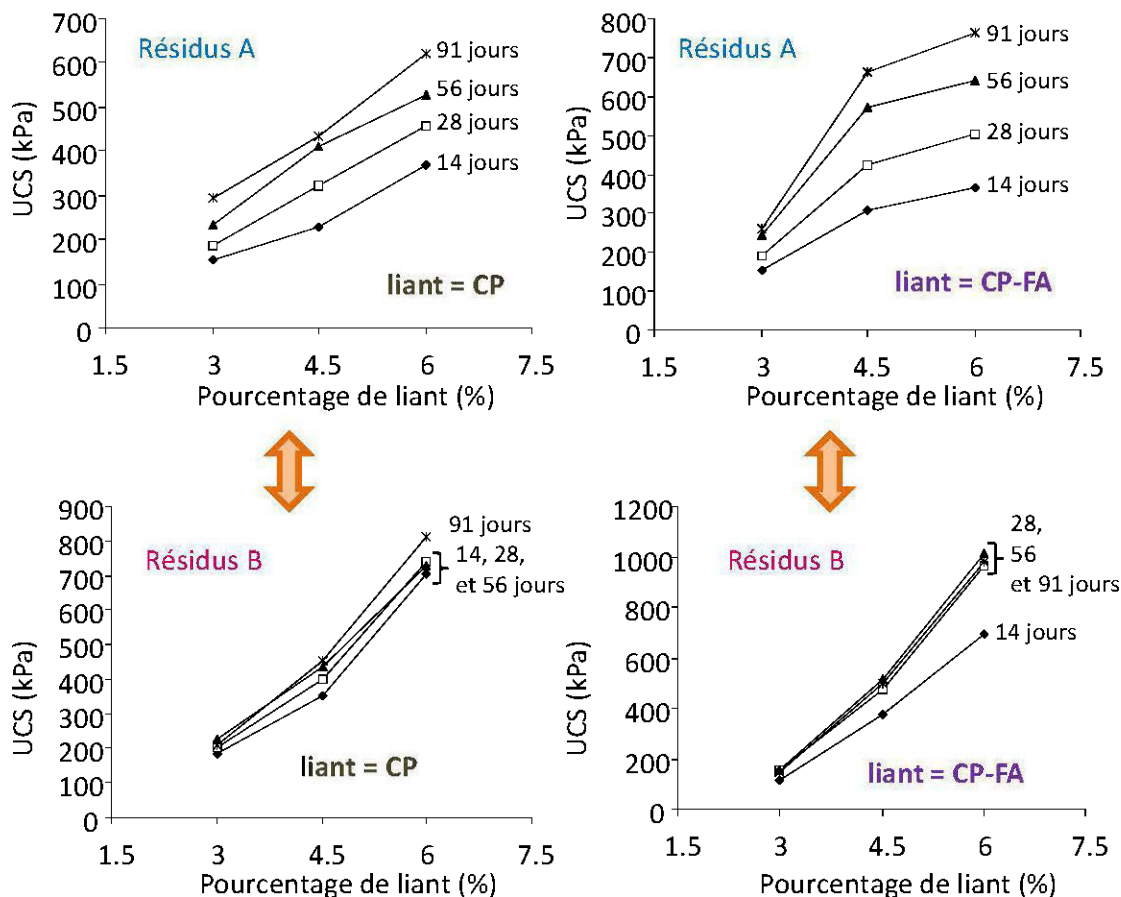 700
600
500
400
300
200
100
0
UCS (kPa)
Résidus A
91 jours
56 jours
28 jours
14 jours
liant = CP
1.5 3 4.5 6 7.5
Pourcentage de liant (%)
800
700
600
500
400
300
200
100
0
UCS (kPa)
Résidus A
91 jours
56 jours
28 jours
14 jours
liant = CP-FA
1.5 3 4.5 6 7.5
Pourcentage de liant (%)
900
800
700
600
500
400
300
200
100
0
UCS (kPa)
Résidus B
91 jours
14, 28,
et 56 jours
liant = CP
1.5 3 4.5 6 7.5
Pourcentage de liant (%)
1200
1000
800
600
400
200
0
UCS (kPa)
Résidus B
28,
56
et 91 jours
14 jours
liant = CP-FA
1.5 3 4.5 6 7.5
Pourcentage de liant (%)